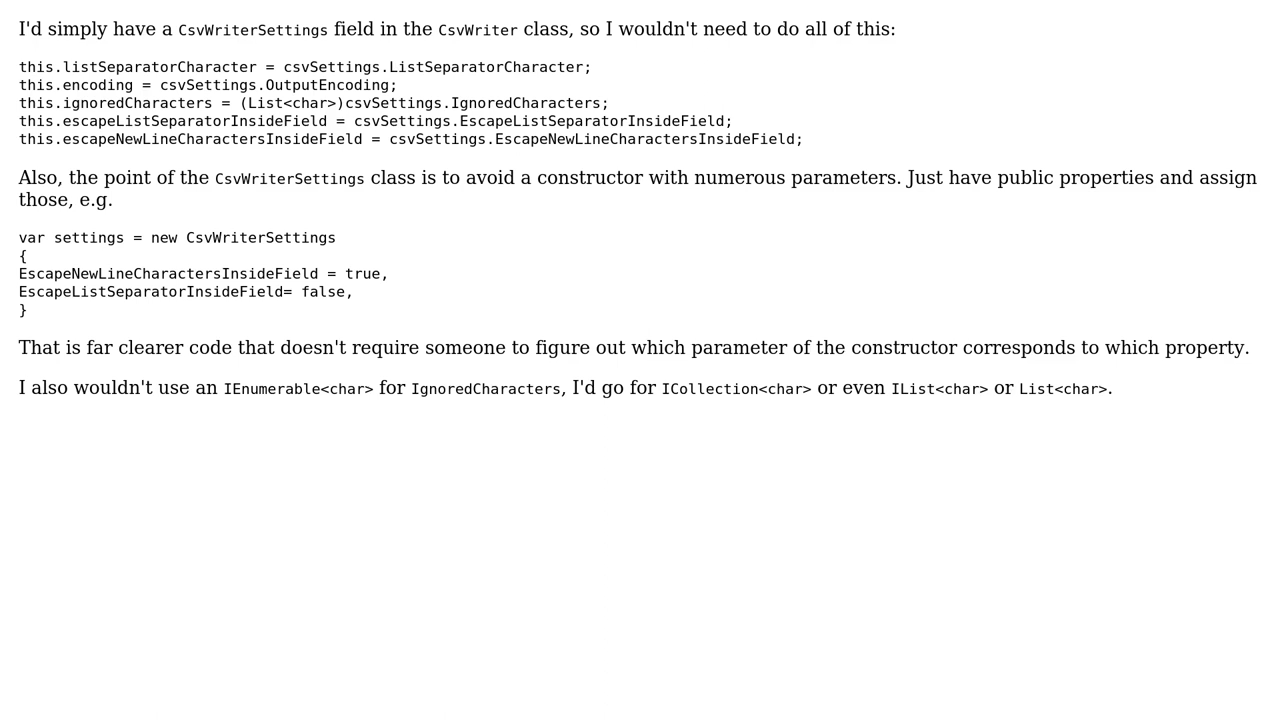 I'd simply have a CsvWriterSettings field in the CsvWriter class, so I wouldn't need to do all of this:
this.listSeparatorCharacter = csvSettings.ListSeparatorCharacter;
this.encoding = csvSettings.OutputEncoding;
this.ignoredCharacters = (List<char>)csvSettings.IgnoredCharacters;
this.escapeListSeparatorInsideField = csvSettings.EscapeListSeparatorInsideField;
this.escapeNewLineCharactersInsideField = csvSettings.EscapeNewLineCharactersInsideField;
Also, the point of the CsvWriterSettings class is to avoid a constructor with numerous parameters. Just have public properties and assign
those, e.g.
var settings = new CsvWriterSettings
{
EscapeNewLineCharactersInsideField = true,
EscapeListSeparatorInsideField= false,
}
That is far clearer code that doesn't require someone to figure out which parameter of the constructor corresponds to which property.
I also wouldn't use an IEnumerable<char> for IgnoredCharacters, I'd go for ICollection<char> or even IList<char> or List<char>.